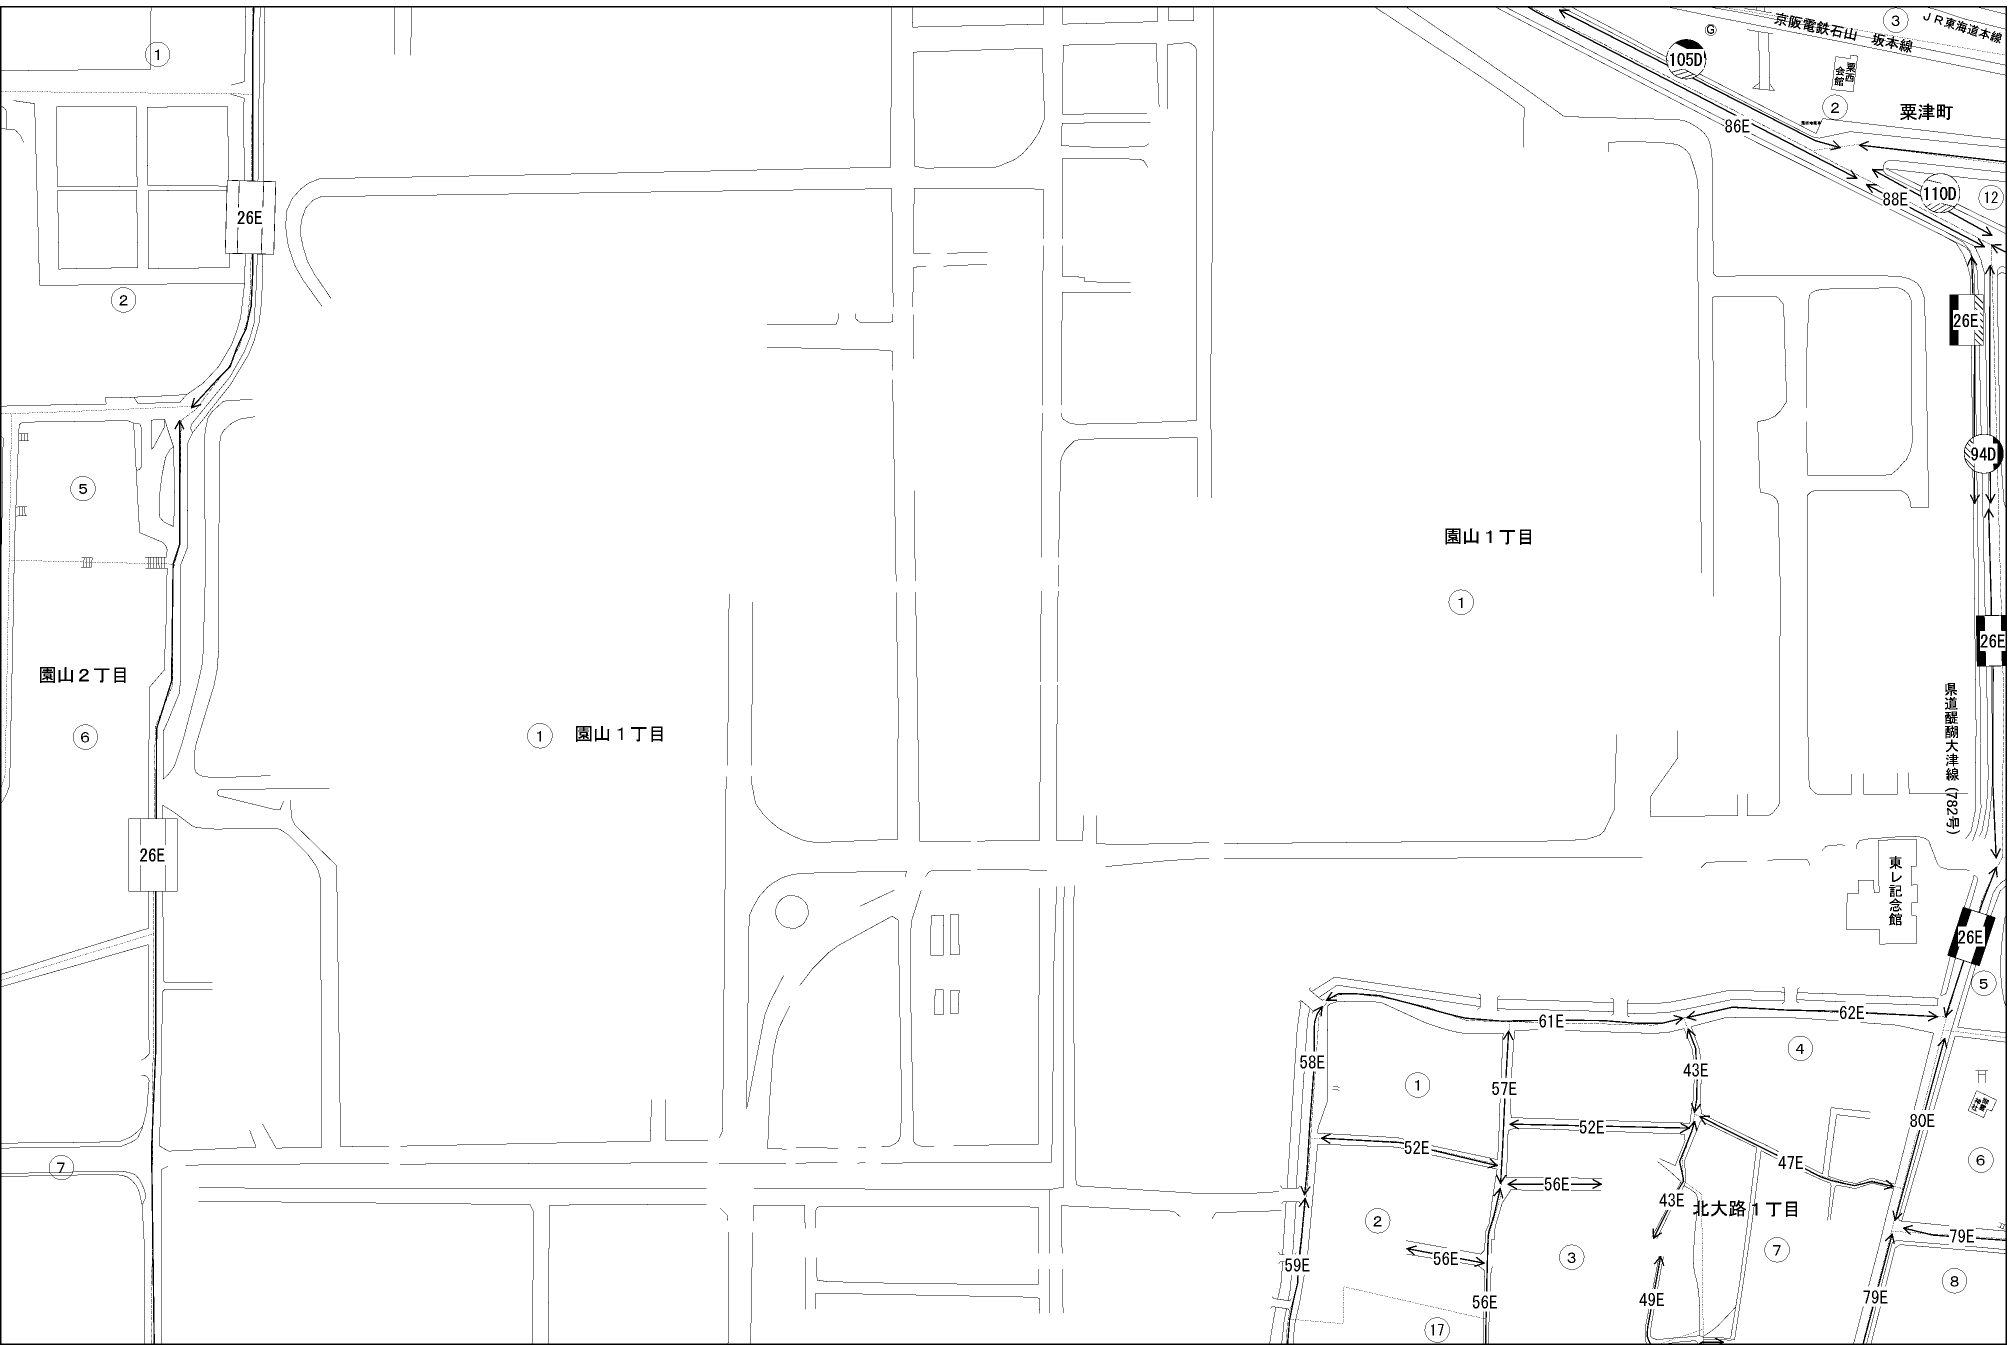 ①
③
ＪＲ東海道本線
京阪電鉄石山　坂本線
G
105D
粟西会館
②
粟津町
86E
110D
88E
⑫
26E
②
26E
94D
⑤
園山１丁目
①
26E
園山２丁目
⑥
①
園山１丁目
県道醍醐大津線（782号）
26E
東レ記念館
26E
⑤
61E
62E
58E
④
43E
①
57E
80E
52E
52E
47E
⑥
⑦
56E
43E
北大路１丁目
②
79E
⑦
③
56E
59E
⑧
56E
49E
79E
⑰